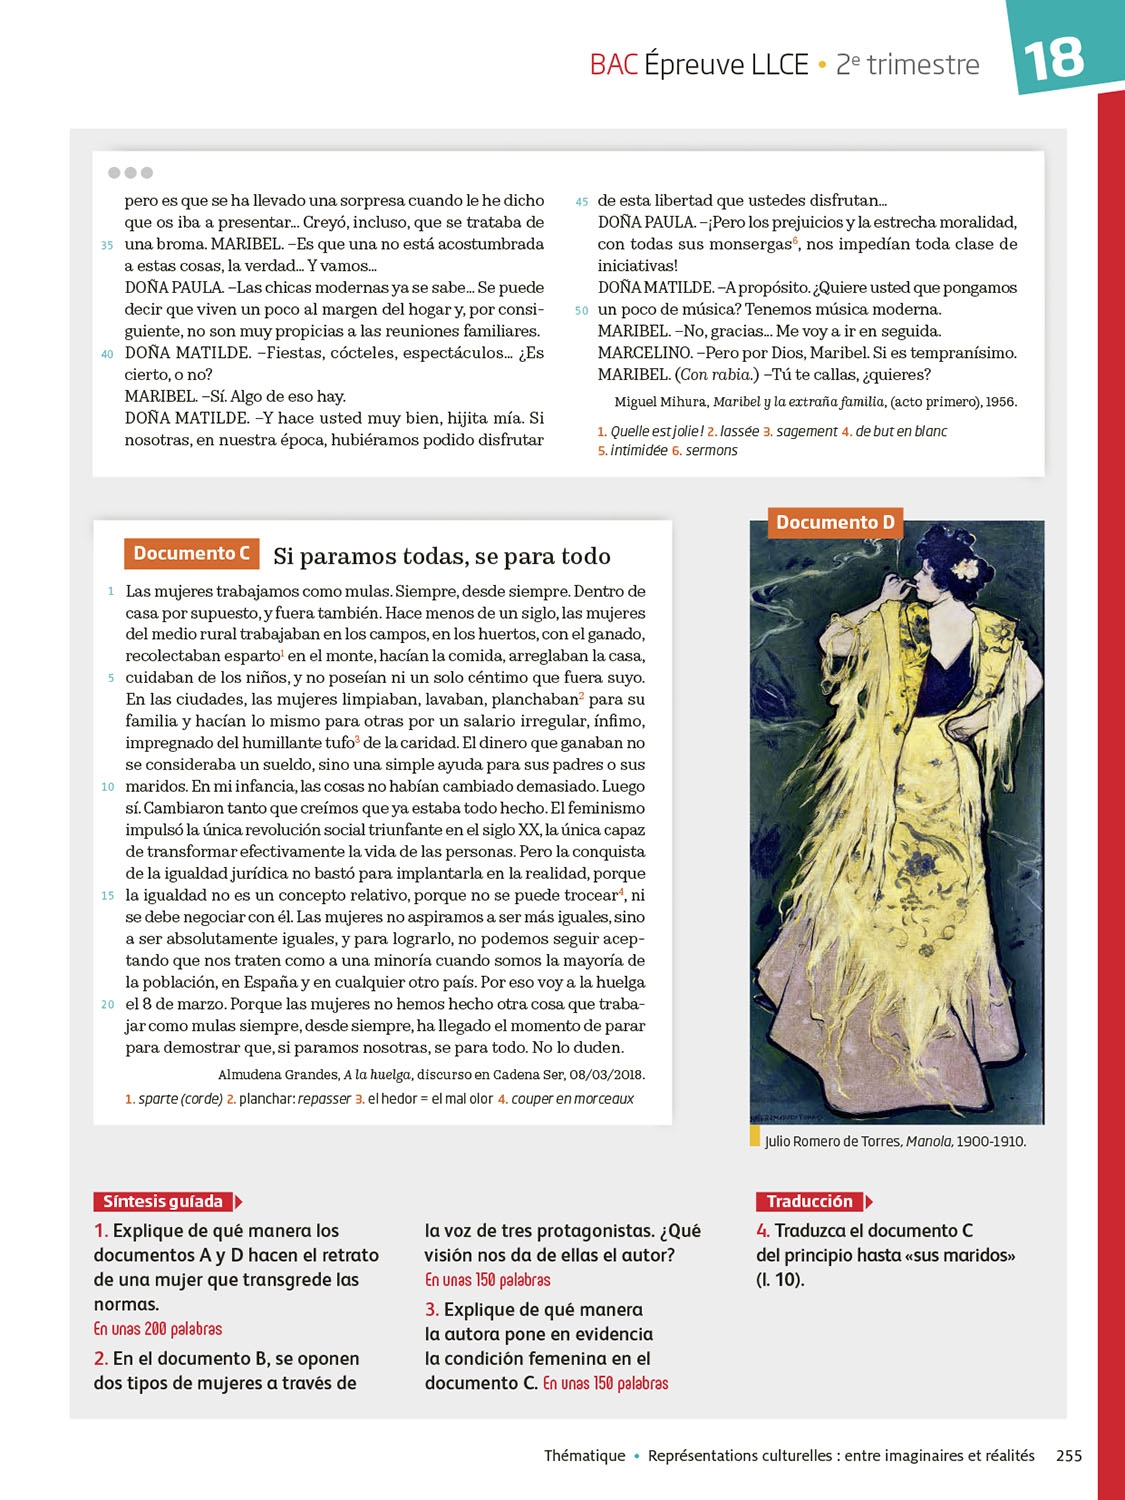 BAC Épreuve LLCE • 2e trimestre
18
pero es que se ha llevado una sorpresa cuando le he dicho
que os iba a presentar... Creyó, incluso, que se trataba de
35 una broma. MARIBEL. –Es que una no está acostumbrada
a estas cosas, la verdad... Y vamos...
DOÑA PAULA. –Las chicas modernas ya se sabe... Se puede
decir que viven un poco al margen del hogar y, por consi-
guiente, no son muy propicias a las reuniones familiares.
40 DOÑA MATILDE. –Fiestas, cócteles, espectáculos... ¿Es
cierto, o no?
MARIBEL. –Sí. Algo de eso hay.
DOÑA MATILDE. –Y hace usted muy bien, hijita mía. Si
nosotras, en nuestra época, hubiéramos podido disfrutar
45 de esta libertad que ustedes disfrutan...
DOÑA PAULA. –¡Pero los prejuicios y la estrecha moralidad,
con todas sus monsergas6, nos impedían toda clase de
iniciativas!
DOÑA MATILDE. –A propósito. ¿Quiere usted que pongamos
50 un poco de música? Tenemos música moderna.
MARIBEL. –No, gracias... Me voy a ir en seguida.
MARCELINO. –Pero por Dios, Maribel. Si es tempranísimo.
MARIBEL. (Con rabia.) –Tú te callas, ¿quieres?
Miguel Mihura, Maribel y la extraña familia, (acto primero), 1956.
1. Quelle est jolie ! 2. lassée 3. sagement 4. de but en blanc
5. intimidée 6. sermons
Documento C Si paramos todas, se para todo
1 Las mujeres trabajamos como mulas. Siempre, desde siempre. Dentro de
casa por supuesto, y fuera también. Hace menos de un siglo, las mujeres
del medio rural trabajaban en los campos, en los huertos, con el ganado,
recolectaban esparto1 en el monte, hacían la comida, arreglaban la casa,
5 cuidaban de los niños, y no poseían ni un solo céntimo que fuera suyo.
En las ciudades, las mujeres limpiaban, lavaban, planchaban2 para su
familia y hacían lo mismo para otras por un salario irregular, ínfimo,
impregnado del humillante tufo3 de la caridad. El dinero que ganaban no
se consideraba un sueldo, sino una simple ayuda para sus padres o sus
10 maridos. En mi infancia, las cosas no habían cambiado demasiado. Luego
sí. Cambiaron tanto que creímos que ya estaba todo hecho. El feminismo
impulsó la única revolución social triunfante en el siglo XX, la única capaz
de transformar efectivamente la vida de las personas. Pero la conquista
de la igualdad jurídica no bastó para implantarla en la realidad, porque
15 la igualdad no es un concepto relativo, porque no se puede trocear4, ni
se debe negociar con él. Las mujeres no aspiramos a ser más iguales, sino
a ser absolutamente iguales, y para lograrlo, no podemos seguir acep-
tando que nos traten como a una minoría cuando somos la mayoría de
la población, en España y en cualquier otro país. Por eso voy a la huelga
20 el 8 de marzo. Porque las mujeres no hemos hecho otra cosa que traba-
jar como mulas siempre, desde siempre, ha llegado el momento de parar
para demostrar que, si paramos nosotras, se para todo. No lo duden.
Almudena Grandes, A la huelga, discurso en Cadena Ser, 08/03/2018.
1. sparte (corde) 2. planchar: repasser 3. el hedor = el mal olor 4. couper en morceaux
Documento D
Julio Romero de Torres, Manola, 1900-1910.
Síntesis guíada
1. Explique de qué manera los
documentos A y D hacen el retrato
de una mujer que transgrede las
normas.
En unas 200 palabras
2. En el documento B, se oponen
dos tipos de mujeres a través de
la voz de tres protagonistas. ¿Qué
visión nos da de ellas el autor?
En unas 150 palabras
3. Explique de qué manera
la autora pone en evidencia
la condición femenina en el
documento C. En unas 150 palabras
Traducción
4. Traduzca el documento C
del principio hasta «sus maridos»
(l. 10).
Thématique • Représentations culturelles : entre imaginaires et réalités 255